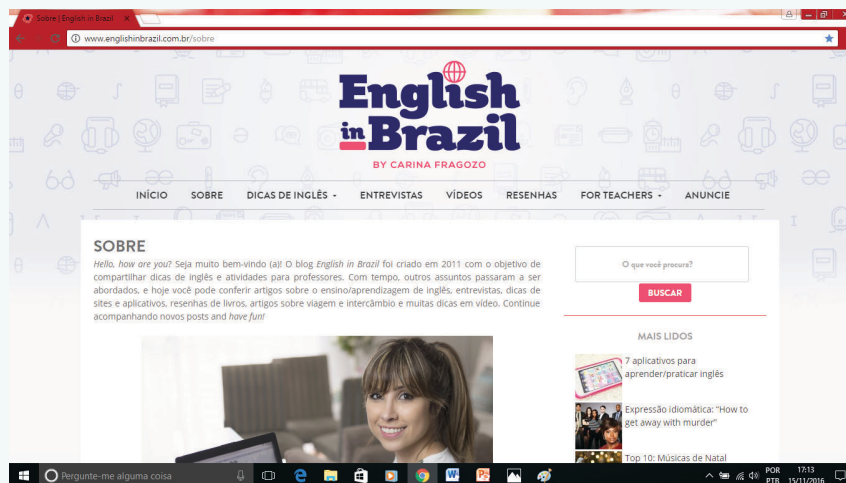 Sobre | English in Brazil
www.englishinbrazil.com.br/sobre
English
in Brazil
BY CARINA FRAGOZO
INÍCIO SOBRE DICAS DE INGLÊS ENTREVISTAS VÍDEOS RESENHAS FOR TEACHERS ANUNCIE
SOBRE
Hello, how are you? Seja muito bem-vindo (a)! O blog English in Brazil foi criado em 2011 com o objetivo de
compartilhar dicas de inglês e atividades para professores. Com tempo, outros assuntos passaram a ser
abordados, e hoje você pode conferir artigos sobre o ensino/aprendizagem de inglês, entrevistas, dicas de
sites e aplicativos, resenhas de livros, artigos sobre viagem e intercâmbio e muitas dicas em vídeo. Continue
acompanhando novos posts and have fun!
O que você procura?
BUSCAR
MAIS LIDOS
7 aplicativos para
aprender/praticar inglês
Expressão idiomática: "How to
get away with murder"
Top 10: Músicas de Natal
Pergunte-me alguma coisa
POR
PTB
17:13
15/11/2016